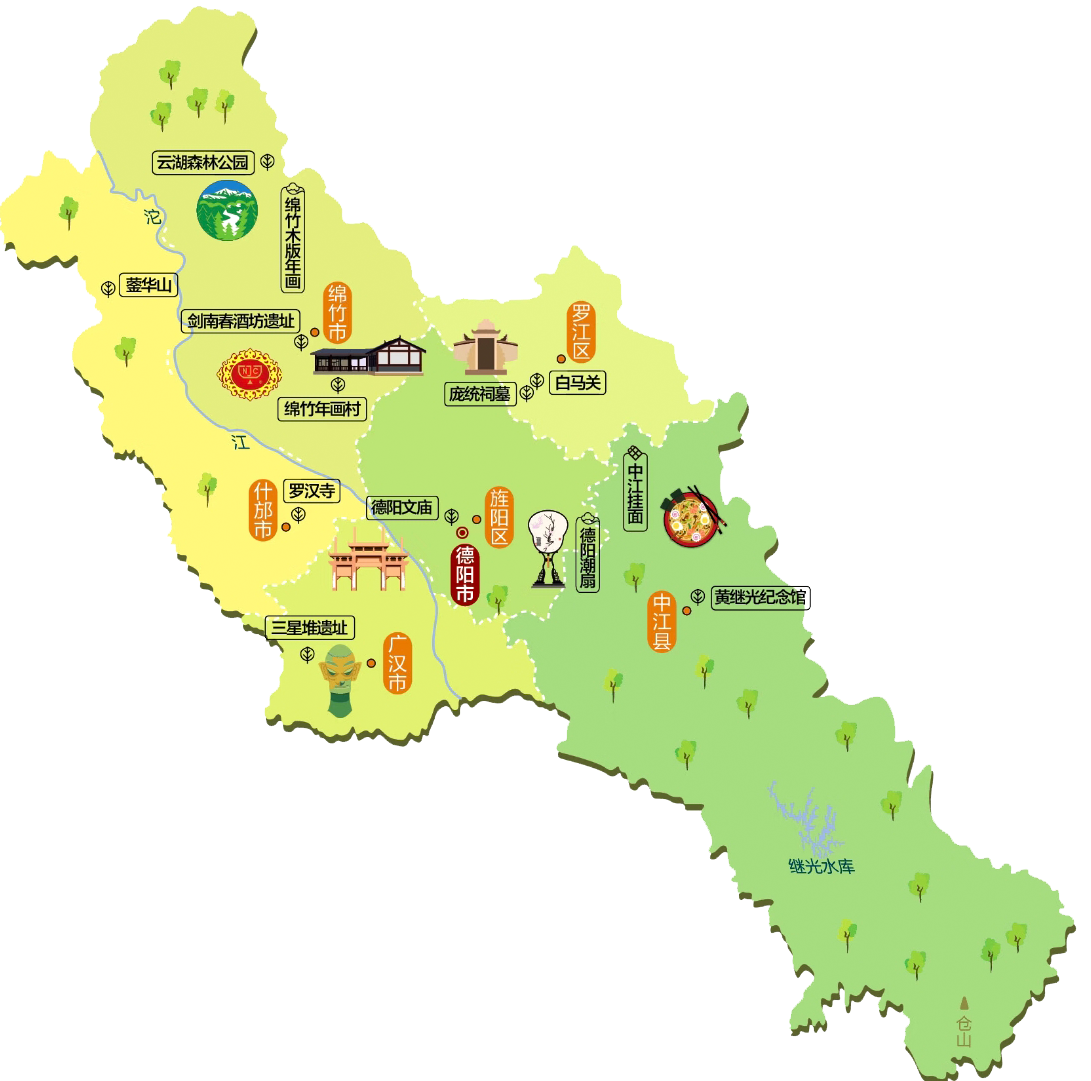 云湖森林公园
绵竹木版年画
沱
蓥华山
绵竹市
剑南春酒坊遗址
罗江区
白马关
庞统祠墓
绵竹年画村
江
中江挂面
什邡市
罗汉寺
德阳文庙
旌阳区
德阳潮扇
德阳市
中江县
黄继光纪念馆
三星堆遗址
广汉市
继光水库
仓山